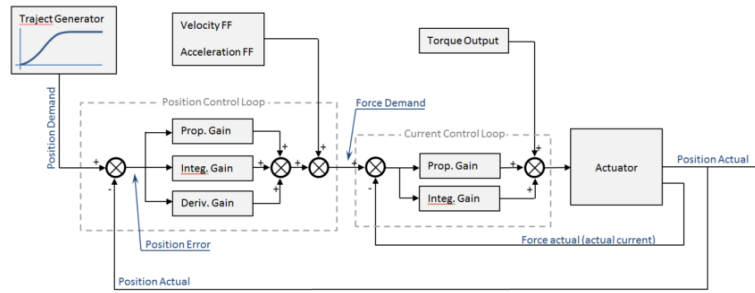 Traject Generator
Velocity FF
Acceleration FF
Torque Output
Position Demand
Position Control Loop
Force Demand
Current Control Loop
Prop. Gain
Integ. Gain
Deriv. Gain
Prop. Gain
Integ. Gain
Actuator
Position Actual
Position Error
Force actual (actual current)
Position Actual
+
-
+
+
+
+
+
+
-
+
+
+